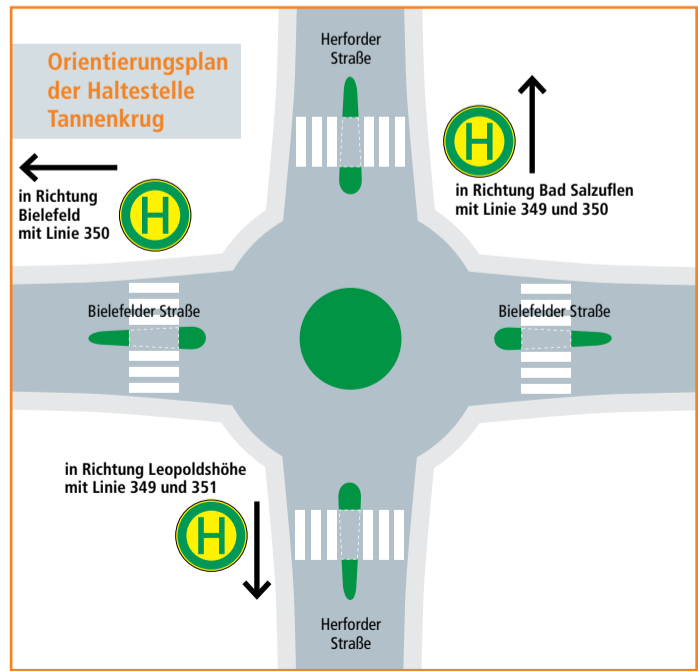 Orientierungsplan
der Haltestelle
Tannenkrug
Herforder
Straße
H
in Richtung Bad Salzuflen
mit Linie 349 und 350
in Richtung
Bielefeld
mit Linie 350
H
Bielefelder Straße
Bielefelder Straße
in Richtung Leopoldshöhe
mit Linie 349 und 351
H
Herforder
Straße